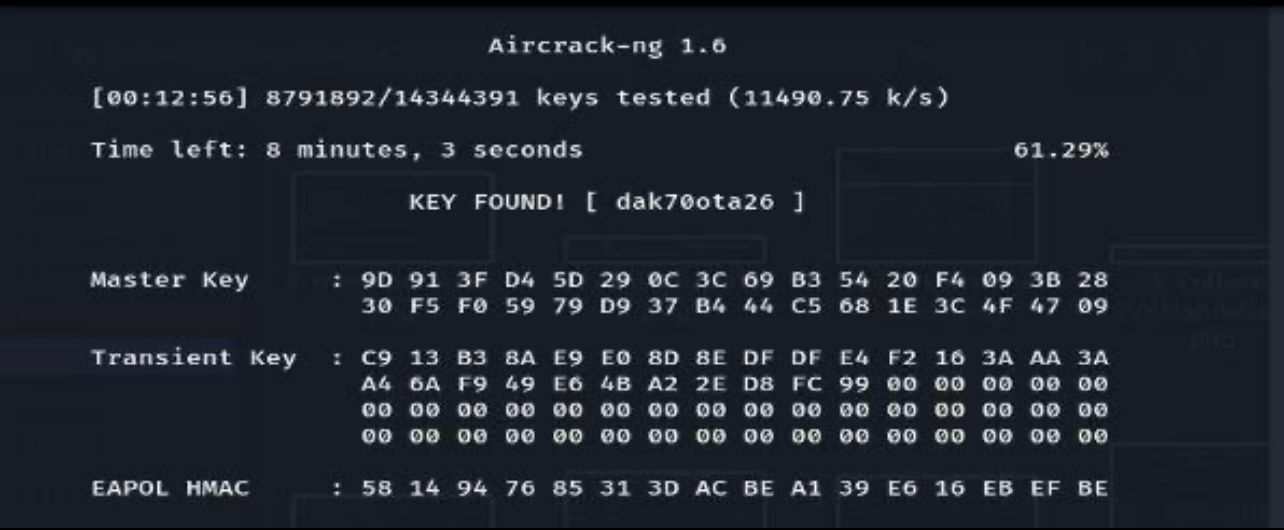 Aircrack-ng 1.6
[00:12:56] 8791892/14344391 keys tested (11490.75 k/s)
Time left: 8 minutes, 3 seconds 61.29%
KEY FOUND! [ dak70ota26 ]
Master Key : 9D 91 3F D4 5D 29 0C 3C 69 B3 54 20 F4 09 3B 28
30 F5 F0 59 79 D9 37 B4 44 C5 68 1E 3C 4F 47 09
Transient Key : C9 13 B3 8A E9 E0 8D 8E DF DF E4 F2 16 3A AA 3A
A4 6A F9 49 E6 4B A2 2E D8 FC 99 00 00 00 00 00
00 00 00 00 00 00 00 00 00 00 00 00 00 00 00 00
00 00 00 00 00 00 00 00 00 00 00 00 00 00 00 00
EAPOL HMAC : 58 14 94 76 85 31 3D AC BE A1 39 E6 16 EB EF BE